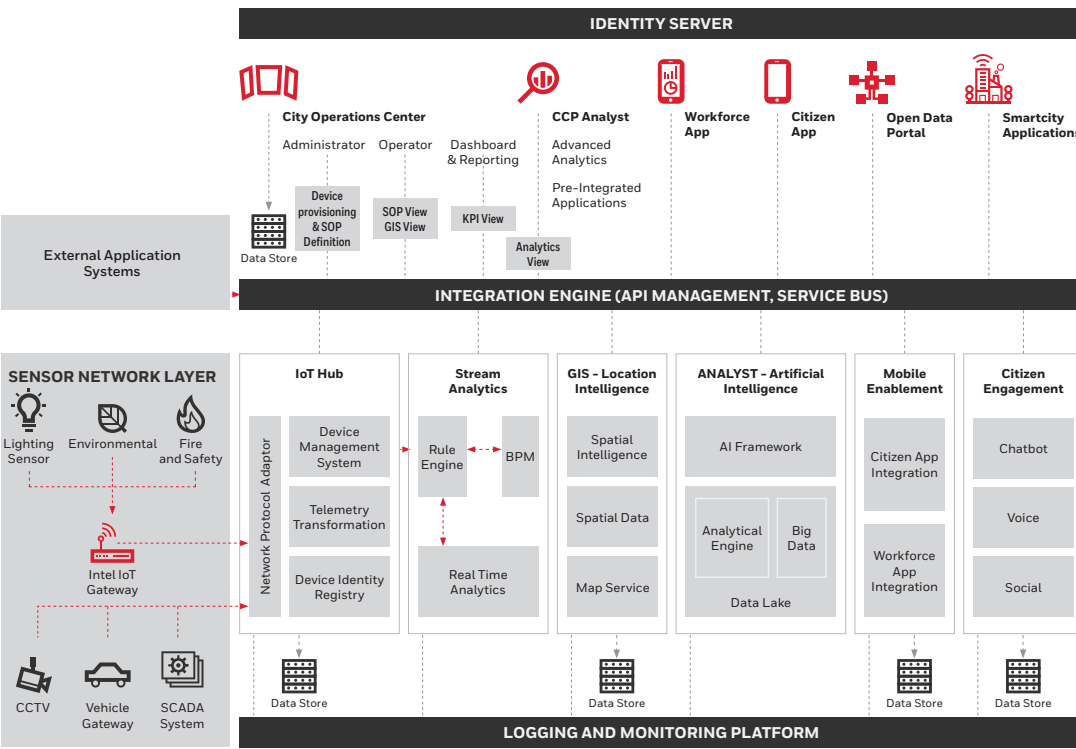 IDENTITY SERVER
City Operations Center
CCP Analyst
Workforce
App
Citizen
App
Open Data
Portal
Smartcity
Applications
Administrator
Operator
Dashboard
& Reporting
Advanced
Analytics
Pre-Integrated
Applications
Device
provisioning
& SOP
Definition
SOP View
GIS View
KPI View
Analytics
View
Data Store
External Application
Systems
INTEGRATION ENGINE (API MANAGEMENT, SERVICE BUS)
SENSOR NETWORK LAYER
Lighting
Sensor
Environmental
Fire
and Safety
Intel IoT
Gateway
CCTV
Vehicle
Gateway
SCADA
System
IoT Hub
Network Protocol Adaptor
Device
Management
System
Telemetry
Transformation
Device Identity
Registry
Stream
Analytics
Rule
Engine
BPM
Real Time
Analytics
GIS - Location
Intelligence
Spatial
Intelligence
Spatial Data
Map Service
ANALYST - Artificial
Intelligence
AI Framework
Analytical
Engine
Big
Data
Data Lake
Mobile
Enablement
Citizen App
Integration
Workforce
App
Integration
Citizen
Engagement
Chatbot
Voice
Social
Data Store
Data Store
Data Store
Data Store
LOGGING AND MONITORING PLATFORM